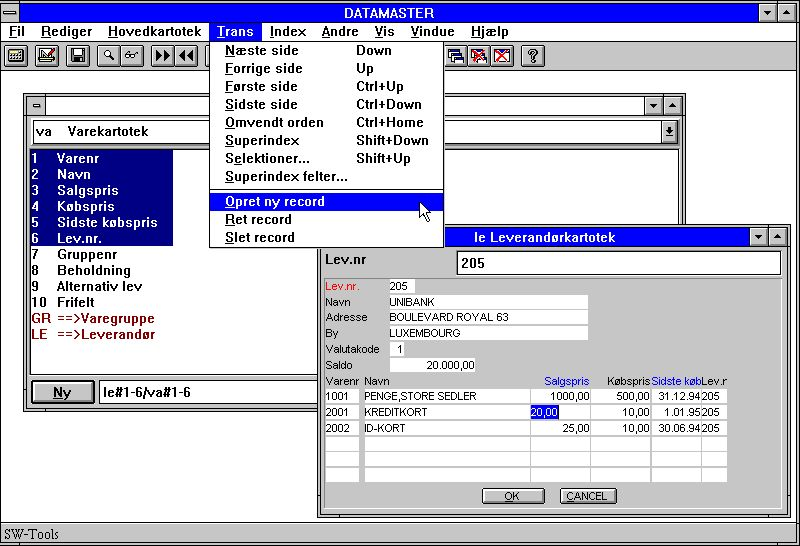 DATAMASTER
Fil Rediger Hovedkartotek Trans Index Andre Vis Vindue Hjælp
Næste side Down
Forrige side Up
Første side Ctrl+Up
Sidste side Ctrl+Down
Omvendt orden Ctrl+Home
Superindex Shift+Down
Selektioner... Shift+Up
Superindex felter...
Opret ny record
Ret record
Slet record
va Varekartotek
1 Varenr
2 Navn
3 Salgspris
4 Købspris
5 Sidste købspris
6 Lev.nr.
7 Gruppenr
8 Beholdning
9 Alternativ lev
10 Frifelt
GR ==>Varegruppe
LE ==>Leverandør
Ny le#1-6/va#1-6
le Leverandørkartotek
Lev.nr 205
Lev.nr. 205
Navn UNIBANK
Adresse BOULEVARD ROYAL 63
By LUXEMBOURG
Valutakode 1
Saldo 20.000,00
Varenr Navn Salgspris Købspris Sidste køb Lev.r
1001 PENGE,STORE SEDLER 1000,00 500,00 31.12.94 205
2001 KREDITKORT 20,00 10,00 1.01.95 205
2002 ID-KORT 25,00 10,00 30.06.94 205
OK CANCEL
SW-Tools